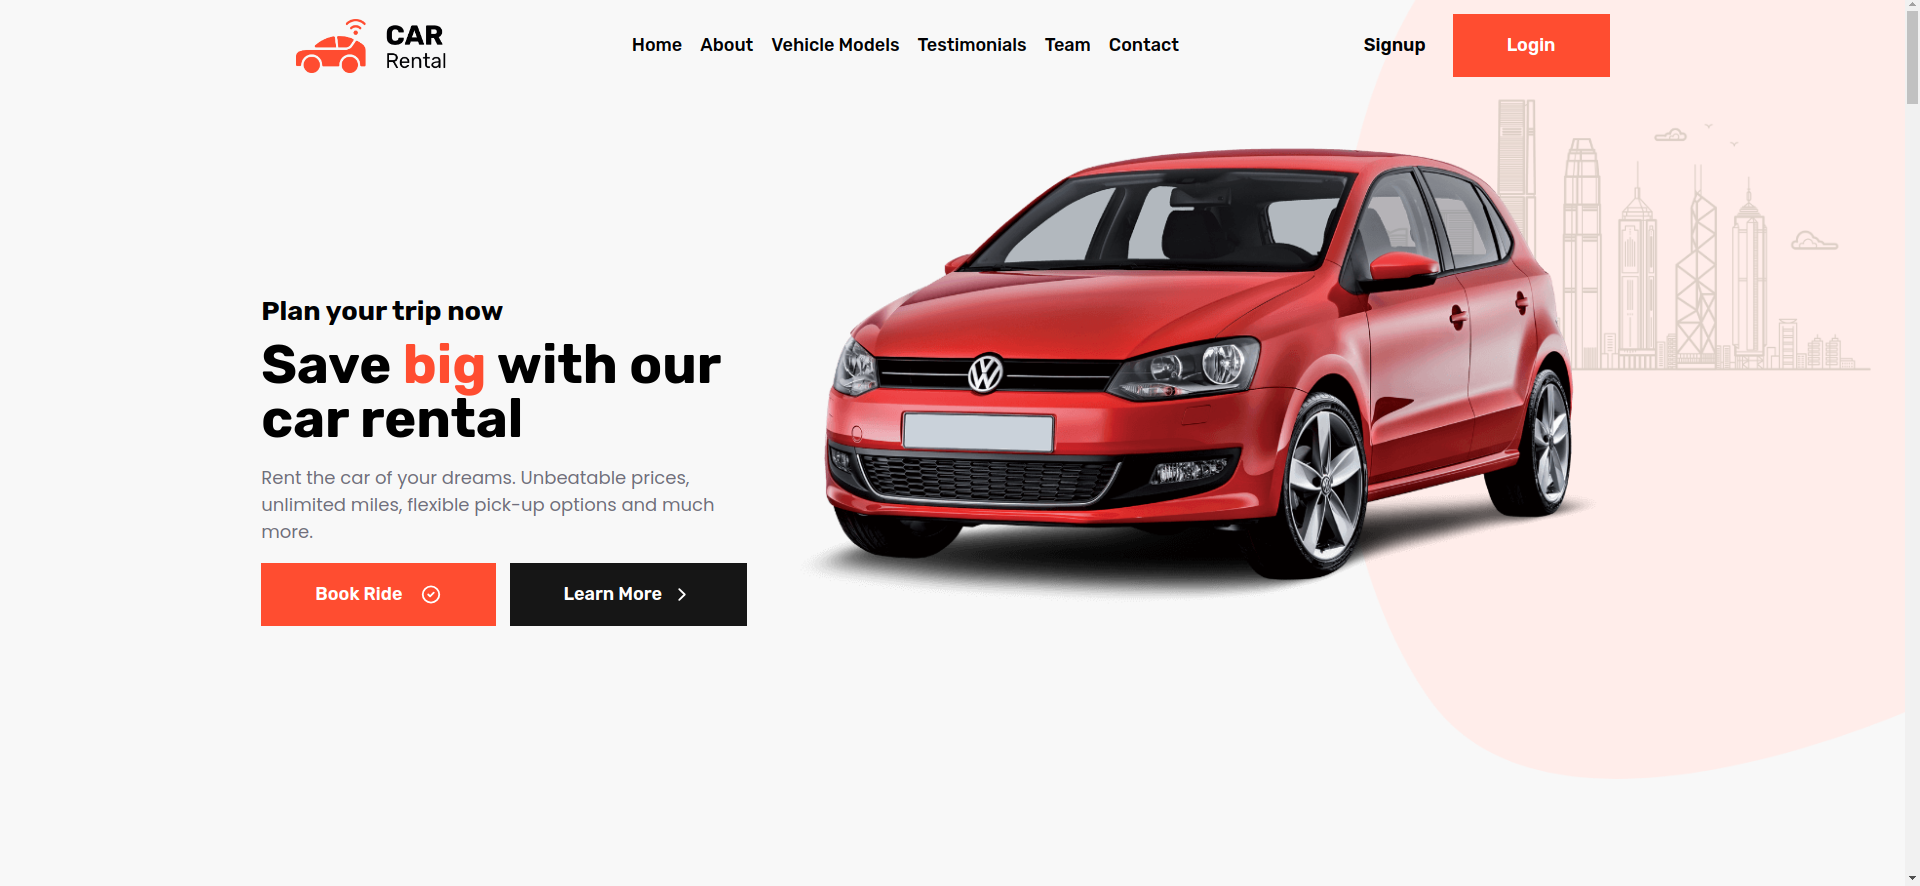 CAR
Rental
Home About Vehicle Models Testimonials Team Contact
Signup Login
Plan your trip now
Save big with our
car rental
Rent the car of your dreams. Unbeatable prices,
unlimited miles, flexible pick-up options and much
more.
Book Ride
Learn More